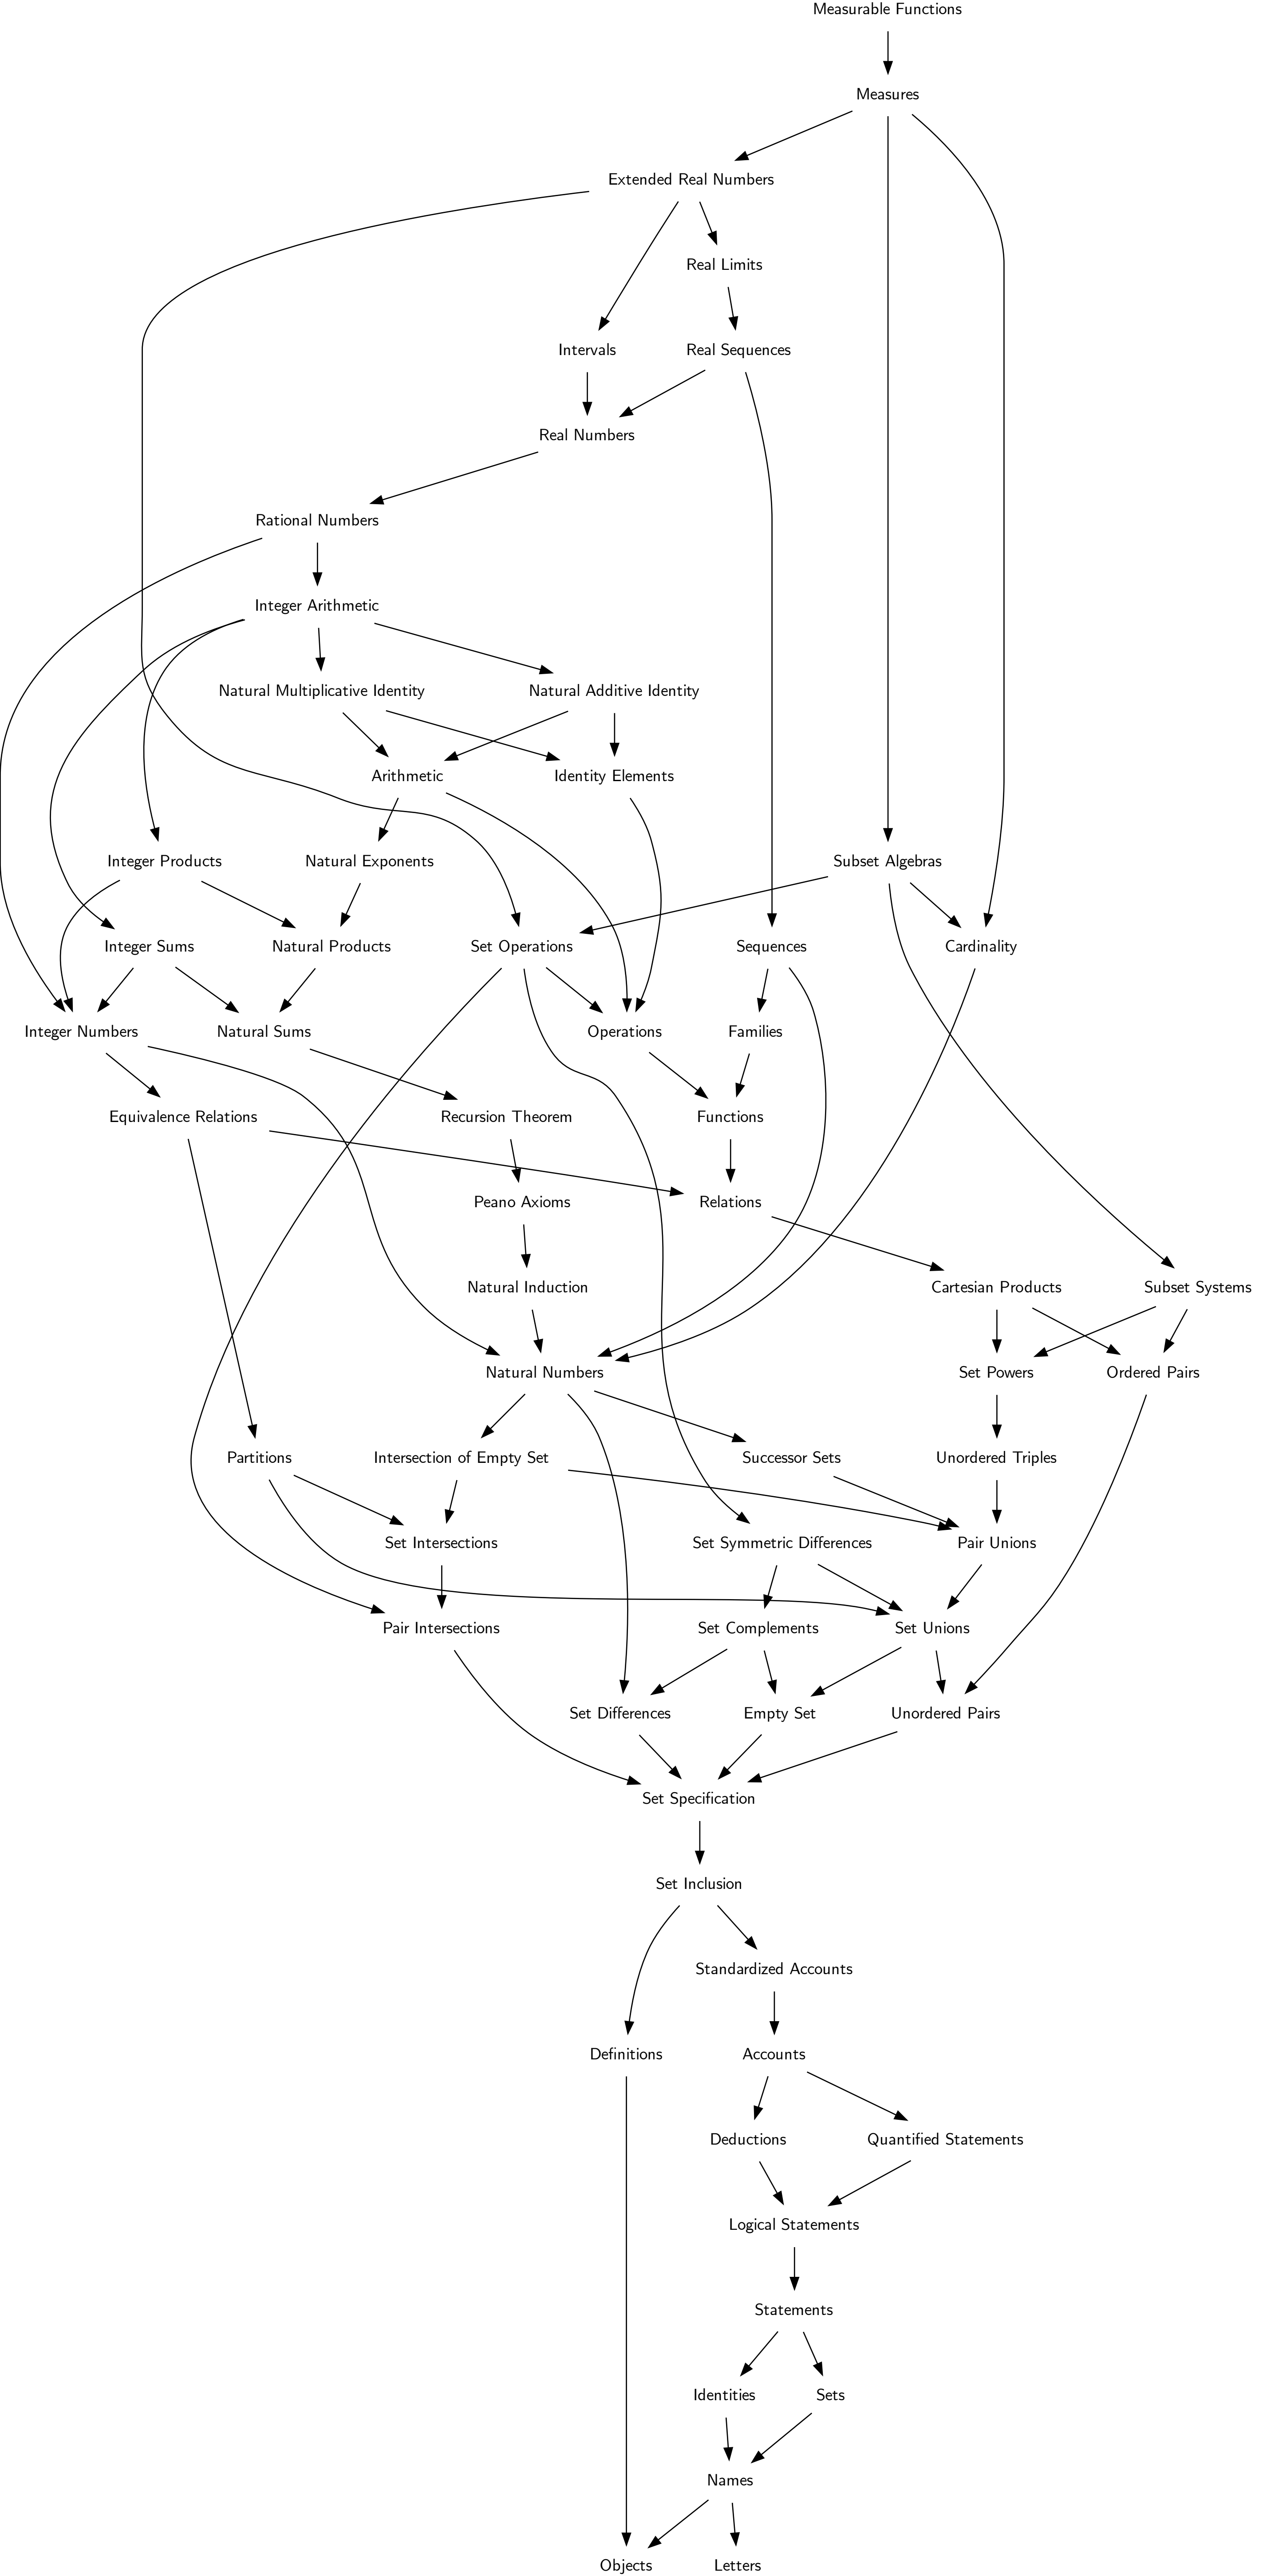 Measurable Functions
Measures
Extended Real Numbers
Real Limits
Intervals
Real Sequences
Real Numbers
Rational Numbers
Integer Arithmetic
Natural Multiplicative Identity
Natural Additive Identity
Arithmetic
Identity Elements
Integer Products
Natural Exponents
Subset Algebras
Integer Sums
Natural Products
Set Operations
Sequences
Cardinality
Integer Numbers
Natural Sums
Operations
Families
Equivalence Relations
Recursion Theorem
Functions
Peano Axioms
Relations
Natural Induction
Cartesian Products
Subset Systems
Natural Numbers
Set Powers
Ordered Pairs
Partitions
Intersection of Empty Set
Successor Sets
Unordered Triples
Set Intersections
Set Symmetric Differences
Pair Unions
Pair Intersections
Set Complements
Set Unions
Set Differences
Empty Set
Unordered Pairs
Set Specification
Set Inclusion
Standardized Accounts
Definitions
Accounts
Deductions
Quantified Statements
Logical Statements
Statements
Identities
Sets
Names
Objects
Letters